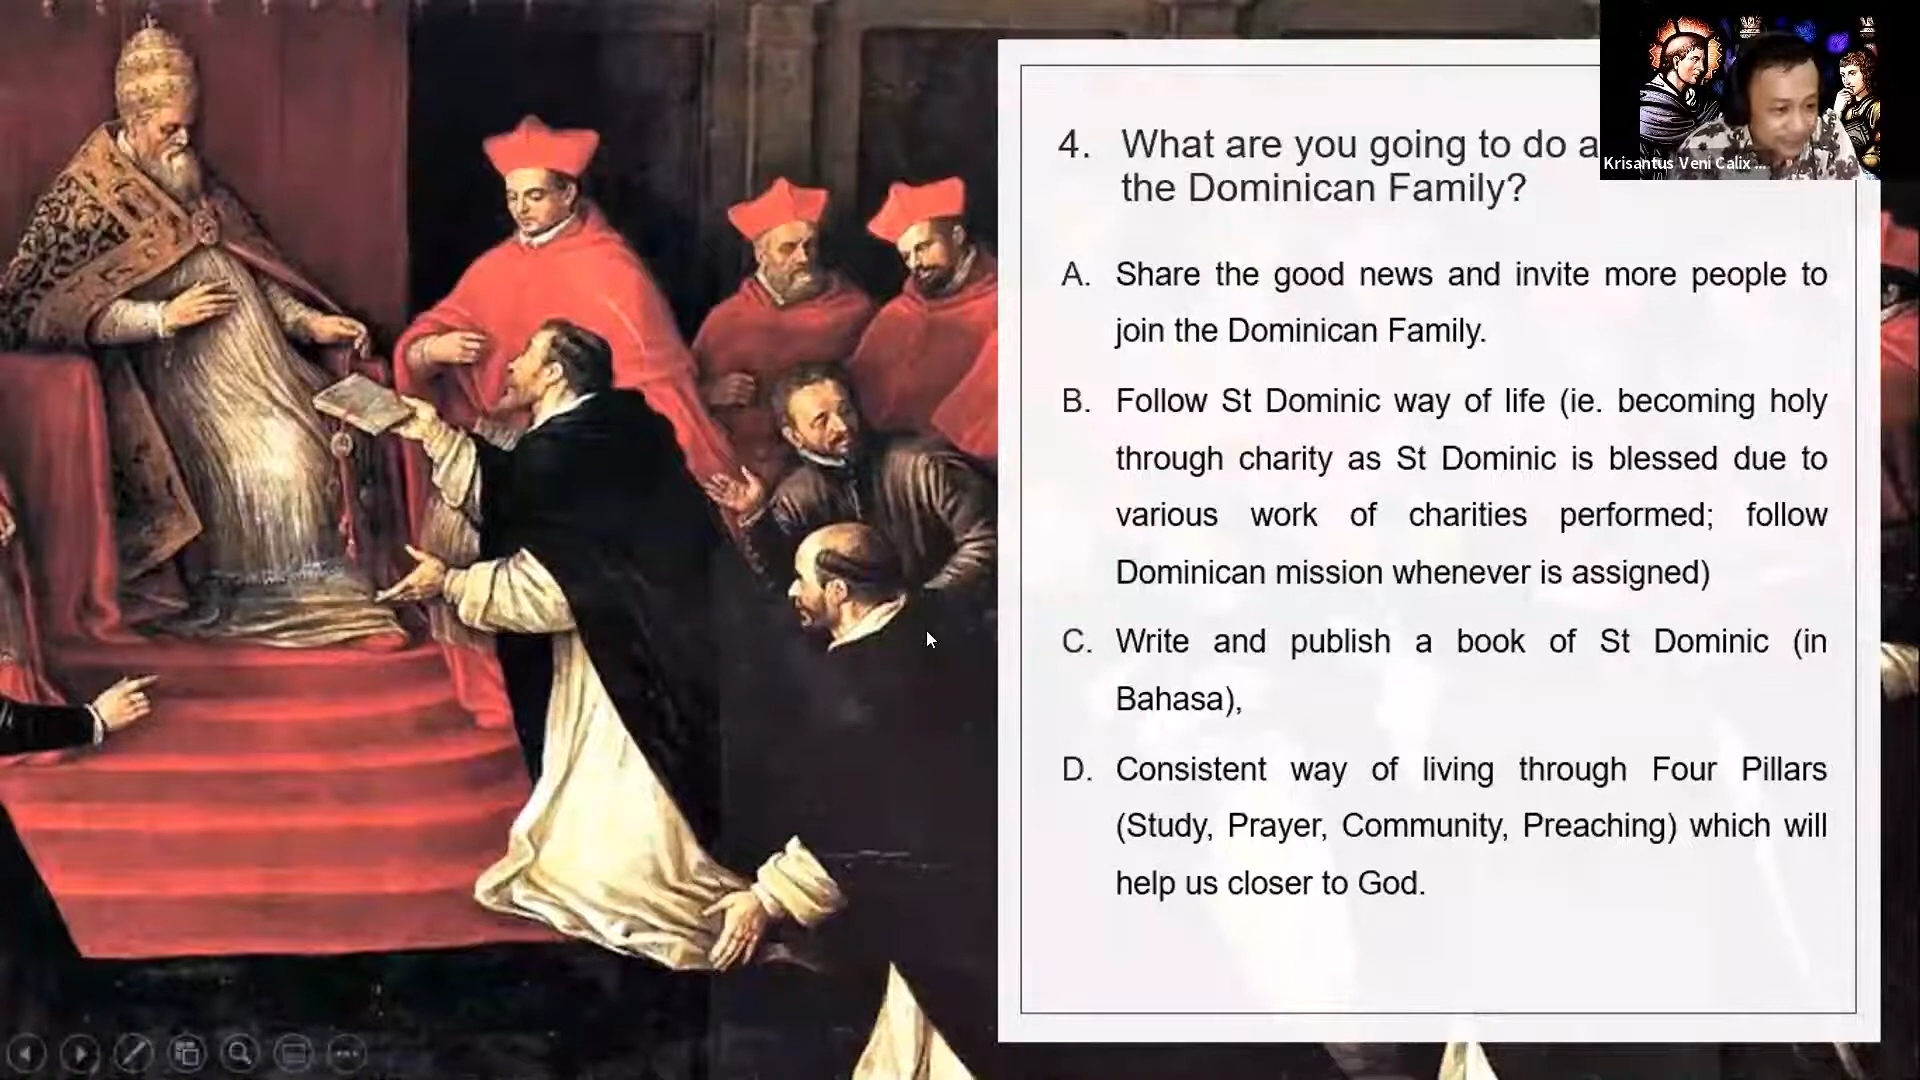 Krisantus Veni Calix ...
4. What are you going to do a
the Dominican Family?
A. Share the good news and invite more people to
join the Dominican Family.
B. Follow St Dominic way of life (ie. becoming holy
through charity as St Dominic is blessed due to
various work of charities performed; follow
Dominican mission whenever is assigned)
C. Write and publish a book of St Dominic (in
Bahasa),
D. Consistent way of living through Four Pillars
(Study, Prayer, Community, Preaching) which will
help us closer to God.